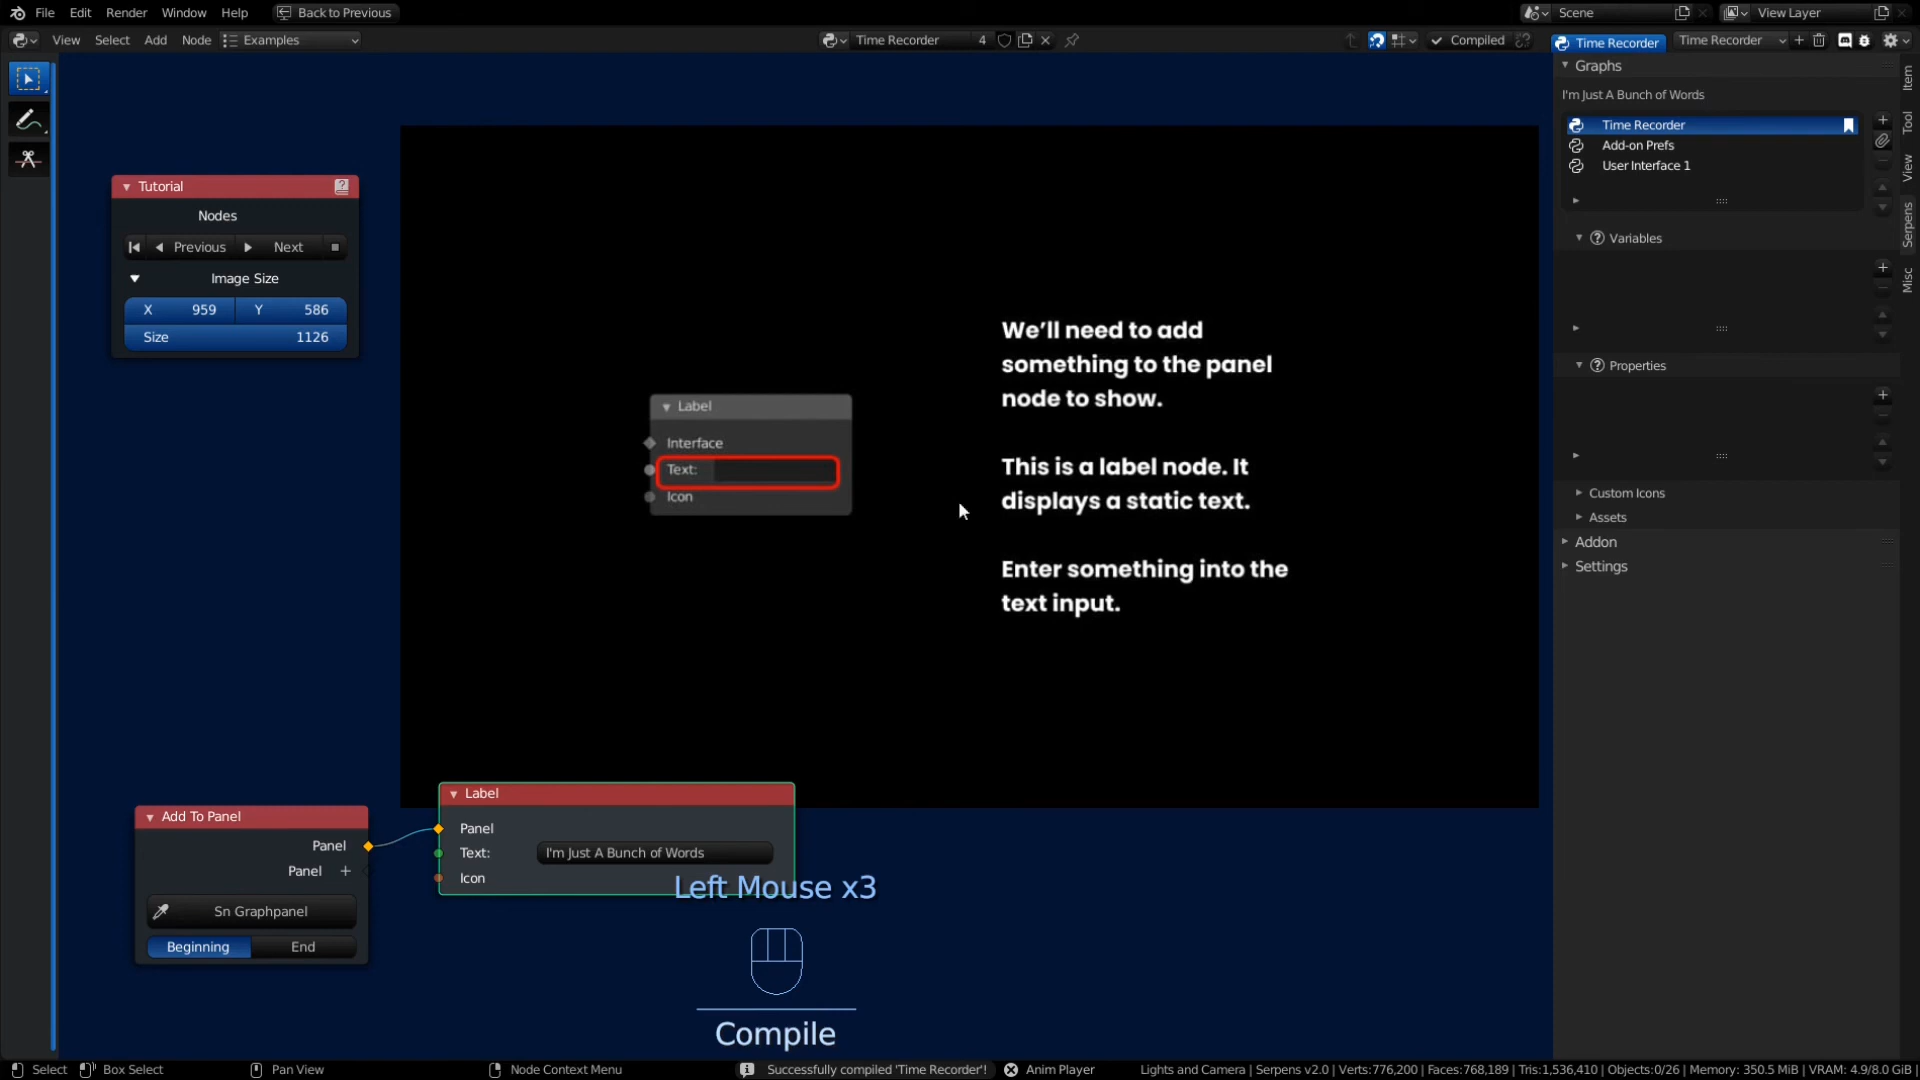 File Edit Render Window Help Back to Previous Scene View Layer
View Select Add Node Examples Time Recorder 4 Compiled Time Recorder Time Recorder
Graphs
I'm Just A Bunch of Words
Time Recorder
Add-on Prefs
User Interface 1
Variables
Properties
Custom Icons
Assets
Addon
Settings
Item
Tool
View
Serpens
Misc
Tutorial
Nodes
Previous Next
Image Size
X 959 Y 586
Size 1126
Label
Interface
Text:
Icon
We'll need to add
something to the panel
node to show.
This is a label node. It
displays a static text.
Enter something into the
text input.
Add To Panel
Panel
Panel
Sn Graphpanel
Beginning End
Label
Panel
Text: I'm Just A Bunch of Words
Icon
Left Mouse x3
Compile
Select Box Select Pan View Node Context Menu Successfully compiled 'Time Recorder'! Anim Player Lights and Camera | Serpens v2.0 | Verts:776,200 | Faces:768,189 | Tris:1,536,410 | Objects:0/26 | Memory: 350.5 MiB | VRAM: 4.9/8.0 GiB